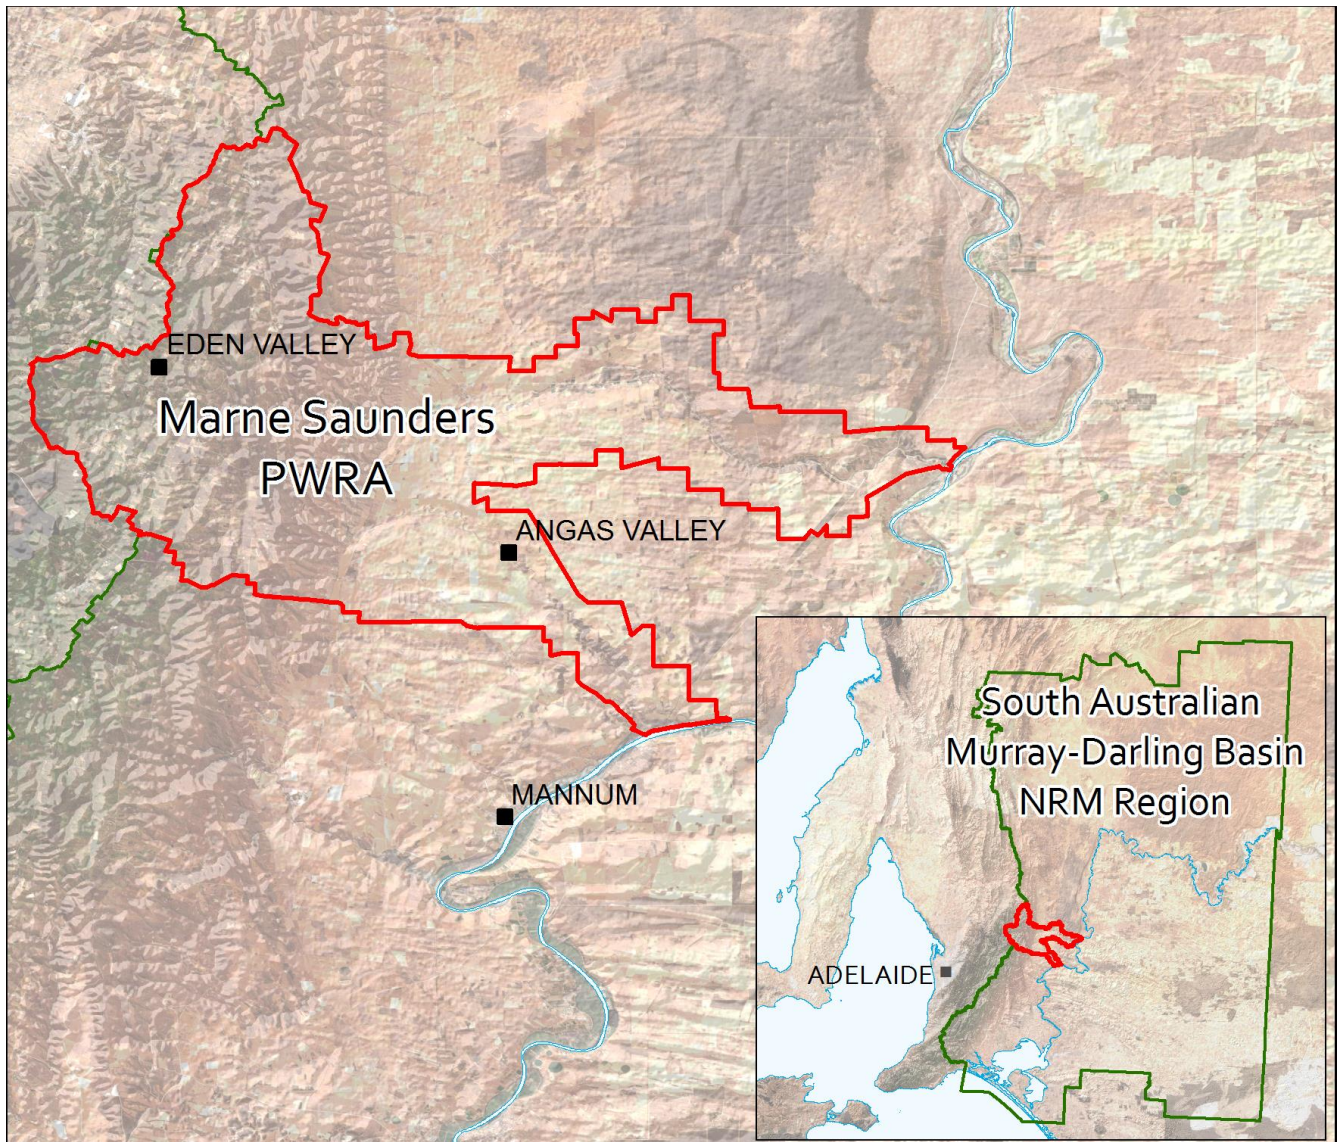 EDEN VALLEY
Marne Saunders
PWRA
ANGAS VALLEY
MANNUM
South Australian
Murray-Darling Basin
NRM Region
ADELAIDE